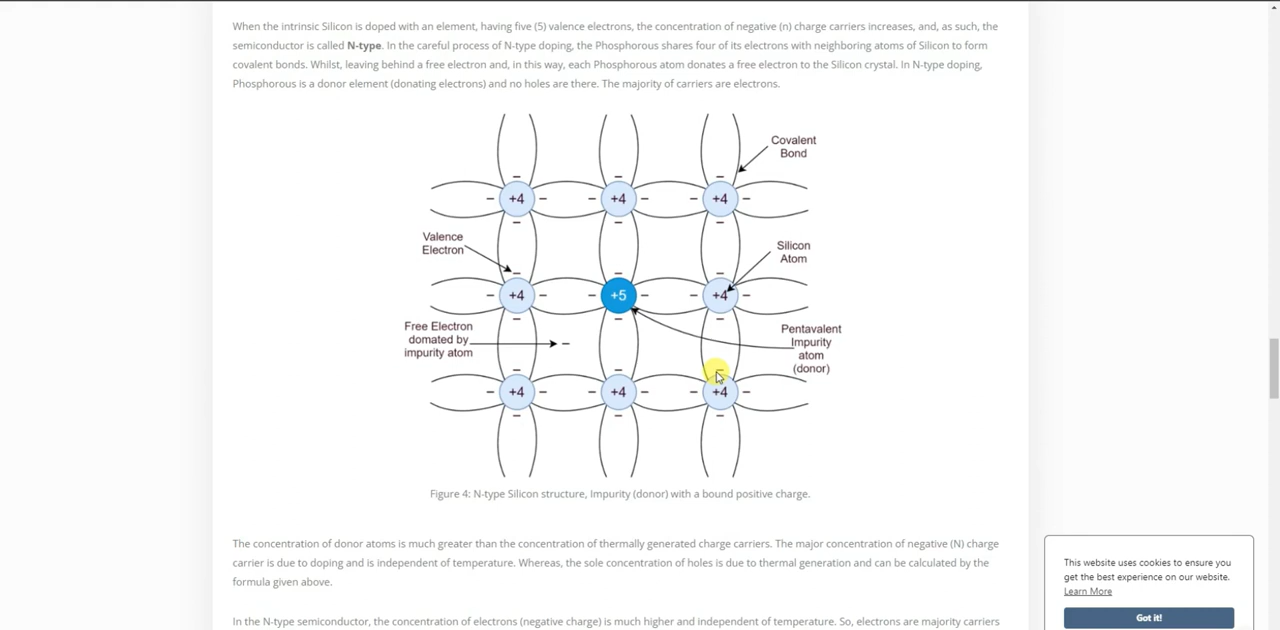 When the intrinsic Silicon is doped with an element, having five (5) valence electrons, the concentration of negative (n) charge carriers increases, and, as such, the
semiconductor is called N-type. In the careful process of N-type doping, the Phosphorous shares four of its electrons with neighboring atoms of Silicon to form
covalent bonds. Whilst, leaving behind a free electron and, in this way, each Phosphorous atom donates a free electron to the Silicon crystal. In N-type doping,
Phosphorous is a donor element (donating electrons) and no holes are there. The majority of carriers are electrons.
Covalent
Bond
+4 +4 +4
Valence
Electron
Silicon
Atom
+4 +5 +4
Free Electron
domated by
impurity atom
Pentavalent
Impurity
atom
(donor)
+4 +4 +4
Figure 4: N-type Silicon structure, Impurity (donor) with a bound positive charge.
The concentration of donor atoms is much greater than the concentration of thermally generated charge carriers. The major concentration of negative (N) charge
carrier is due to doping and is independent of temperature. Whereas, the sole concentration of holes is due to thermal generation and can be calculated by the
formula given above.
In the N-type semiconductor, the concentration of electrons (negative charge) is much higher and independent of temperature. So, electrons are majority carriers
This website uses cookies to ensure you
get the best experience on our website.
Learn More
Got it!